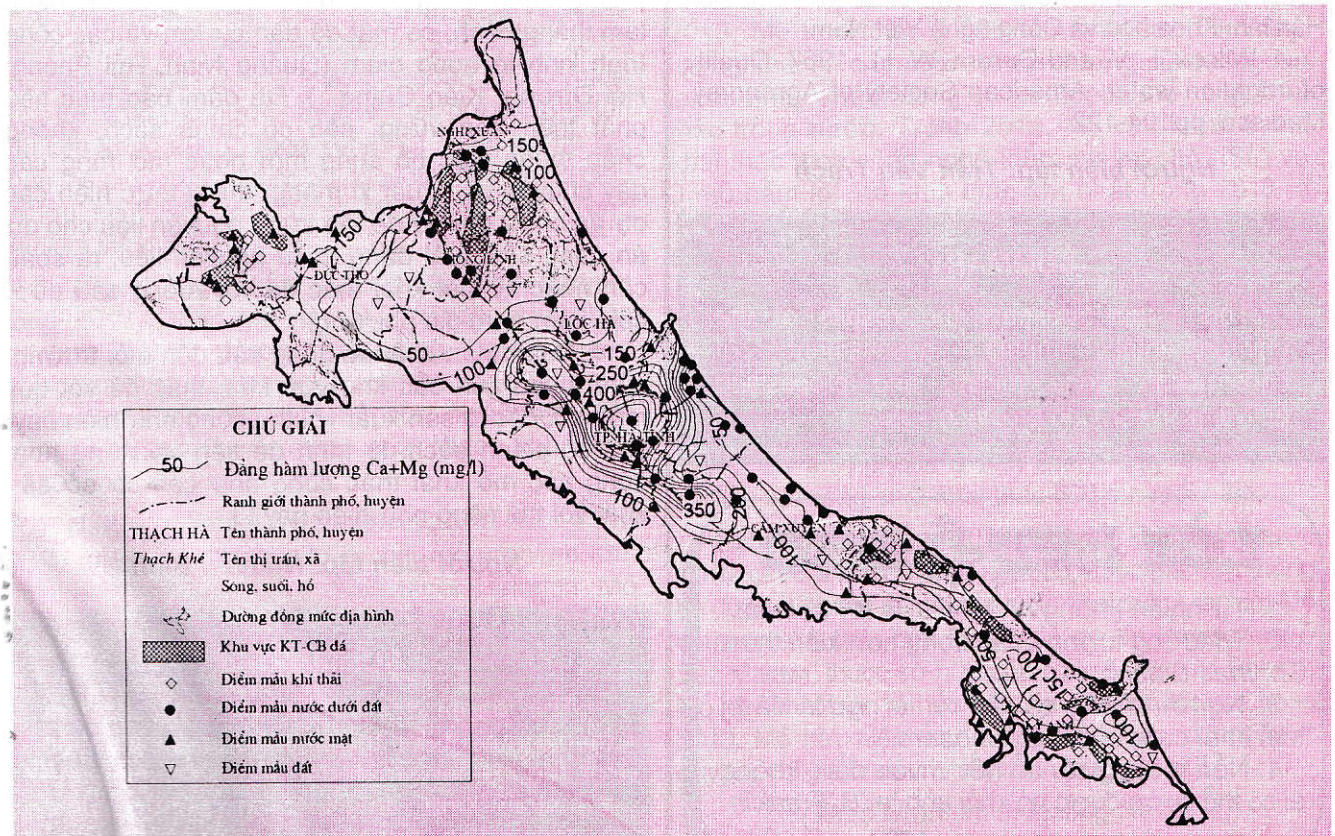 NGHI XUÂN
150
100
150
ĐỨC THỌ
LỘC HÀ
50
100
150
250
400
TP. HÀ TĨNH
50
100
350
CẨM XUYÊN
100
50
100
100
CHÚ GIẢI
50 Đẳng hàm lượng Ca+Mg (mg/l)
Ranh giới thành phố, huyện
THẠCH HÀ Tên thành phố, huyện
Thạch Khê Tên thị trấn, xã
Sông, suối, hồ
Đường đồng mức địa hình
Khu vực KT-CB đá
Điểm mẫu khí thải
Điểm mẫu nước dưới đất
Điểm mẫu nước mặt
Điểm mẫu đất